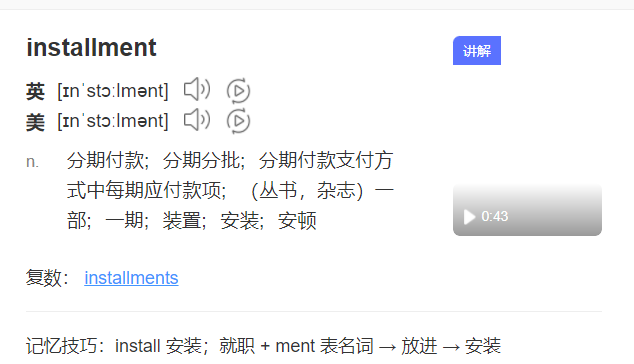 installment
讲解
英 [ɪnˈstɔːlmənt]
美 [ɪnˈstɔːlmənt]
n. 分期付款；分期分批；分期付款支付方
式中每期应付款项；（丛书，杂志）一
部；一期；装置；安装；安顿
0:43
复数： installments
记忆技巧：install 安装；就职 + ment 表名词 → 放进 → 安装